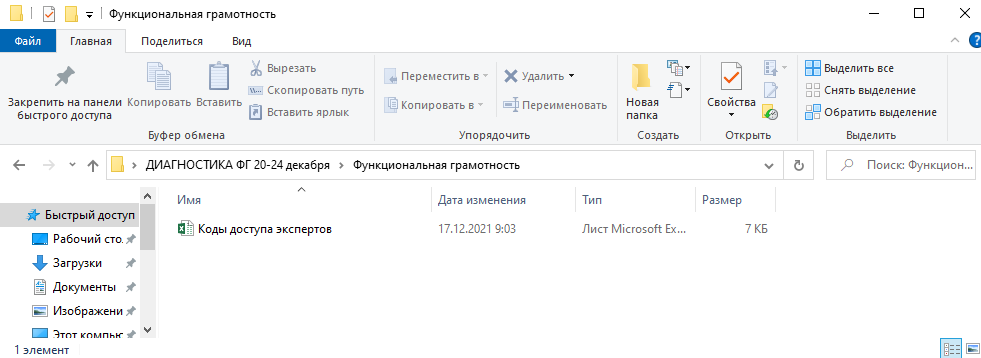 Функциональная грамотность
Файл Главная Поделиться Вид
Закрепить на панели быстрого доступа
Копировать
Вставить
Вырезать
Скопировать путь
Вставить ярлык
Буфер обмена
Переместить в
Копировать в
Удалить
Переименовать
Упорядочить
Новая папка
Создать
Свойства
Открыть
Выделить все
Снять выделение
Обратить выделение
Выделить
ДИАГНОСТИКА ФГ 20-24 декабря > Функциональная грамотность
Поиск: Функцион...
Быстрый доступ
Рабочий сто.
Загрузки
Документы
Изображени
Этот компью
Имя Дата изменения Тип Размер
Коды доступа экспертов 17.12.2021 9:03 Лист Microsoft Ex... 7 КБ
1 элемент